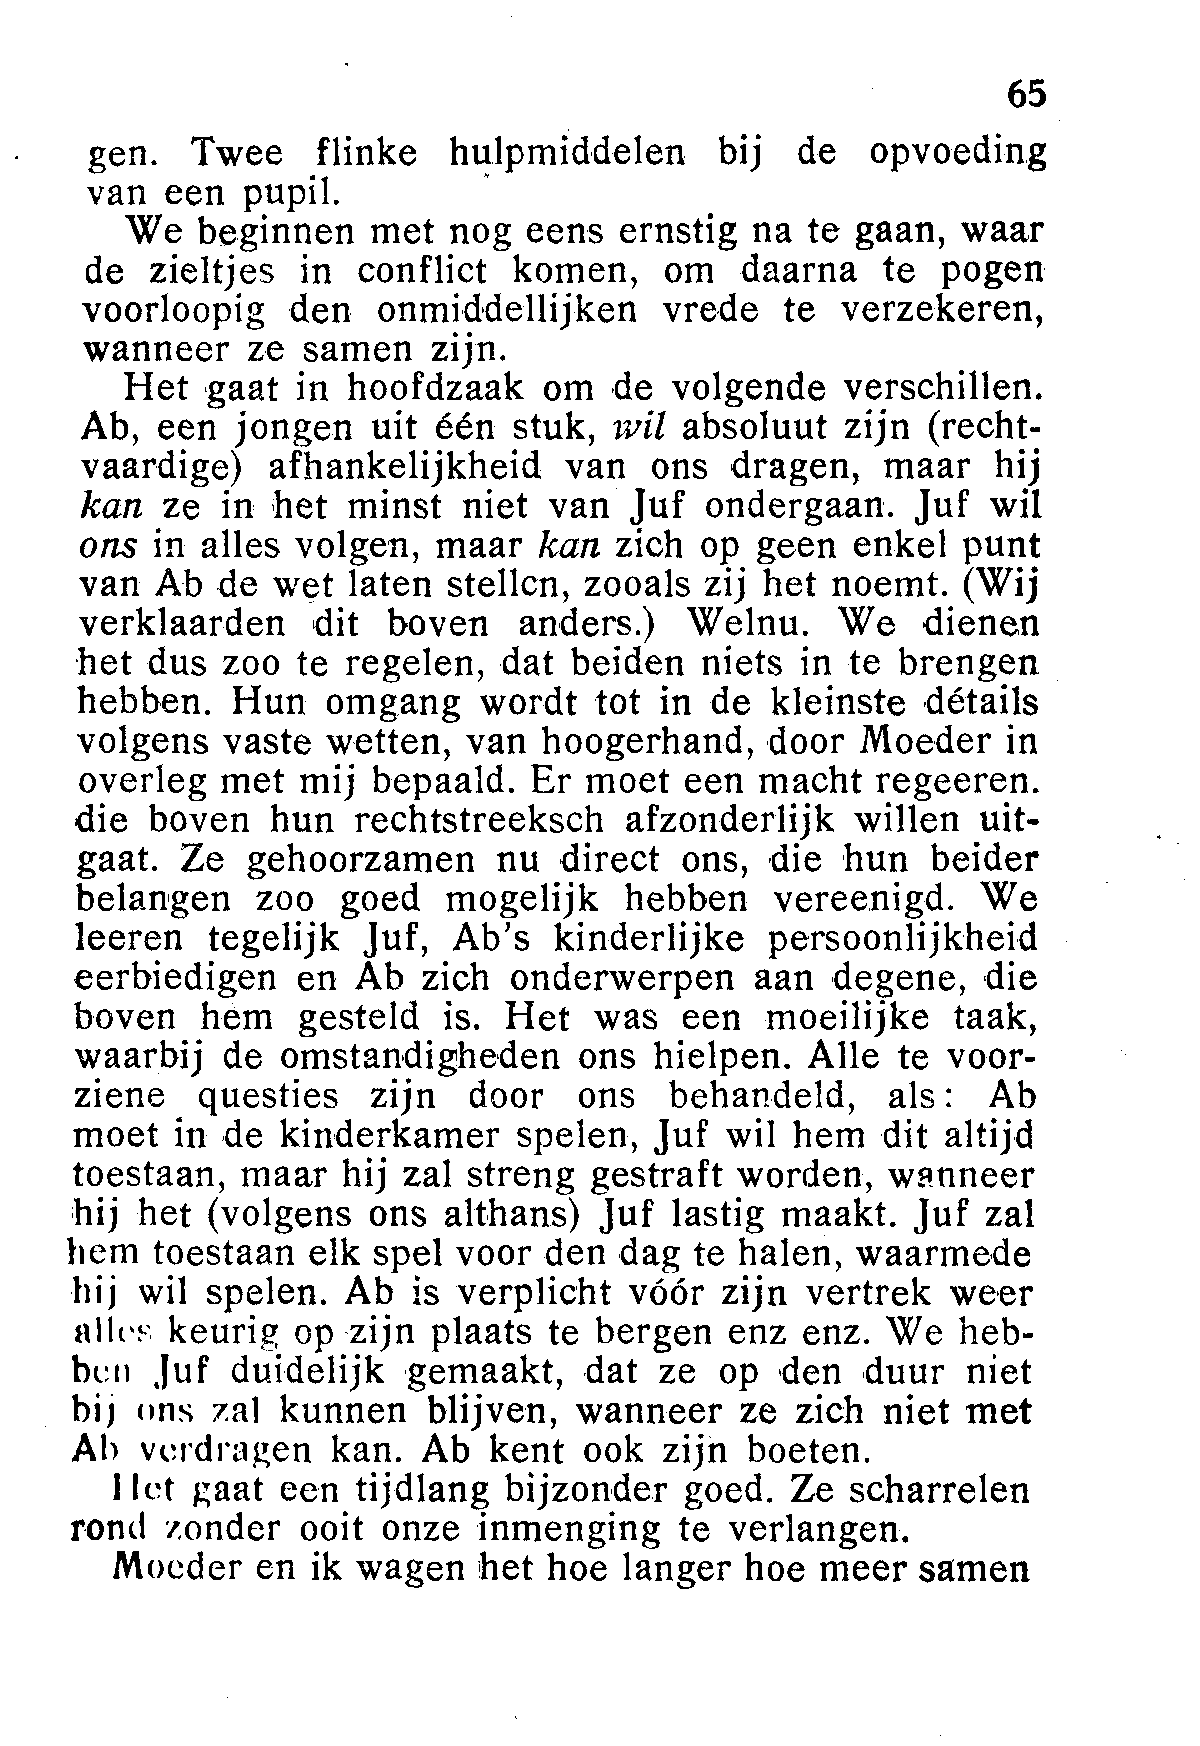 65
gen. Twee flinke hulpmiddelen bij de opvoeding
van een pupil.
We beginnen met nog eens ernstig na te gaan, waar
de zieltjes in conflict komen, om daarna te pogen
voorloopig den onmiddellijken vrede te verzekeren,
wanneer ze samen zijn.
Het gaat in hoofdzaak om de volgende verschillen.
Ab, een jongen uit één stuk, wil absoluut zijn (recht-
vaardige) afhankelijkheid van ons dragen, maar hij
kan ze in het minst niet van Juf ondergaan. Juf wil
ons in alles volgen, maar kan zich op geen enkel punt
van Ab de wet laten stellen, zooals zij het noemt. (Wij
verklaarden dit boven anders.) Welnu. We dienen
het dus zoo te regelen, dat beiden niets in te brengen
hebben. Hun omgang wordt tot in de kleinste détails
volgens vaste wetten, van hoogerhand, door Moeder in
overleg met mij bepaald. Er moet een macht regeeren.
die boven hun rechtstreeksch afzonderlijk willen uit-
gaat. Ze gehoorzamen nu direct ons, die hun beider
belangen zoo goed mogelijk hebben vereenigd. We
leeren tegelijk Juf, Ab's kinderlijke persoonlijkheid
eerbiedigen en Ab zich onderwerpen aan degene, die
boven hem gesteld is. Het was een moeilijke taak,
waarbij de omstandigheden ons hielpen. Alle te voor-
ziene questies zijn door ons behandeld, als: Ab
moet in de kinderkamer spelen, Juf wil hem dit altijd
toestaan, maar hij zal streng gestraft worden, wanneer
hij het (volgens ons althans) Juf lastig maakt. Juf zal
hem toestaan elk spel voor den dag te halen, waarmede
hij wil spelen. Ab is verplicht vóór zijn vertrek weer
alles keurig op zijn plaats te bergen enz enz. We heb-
ben Juf duidelijk gemaakt, dat ze op den duur niet
bij ons zal kunnen blijven, wanneer ze zich niet met
Ab verdragen kan. Ab kent ook zijn boeten.
Het gaat een tijdlang bijzonder goed. Ze scharrelen
rond zonder ooit onze inmenging te verlangen.
Moeder en ik wagen het hoe langer hoe meer samen